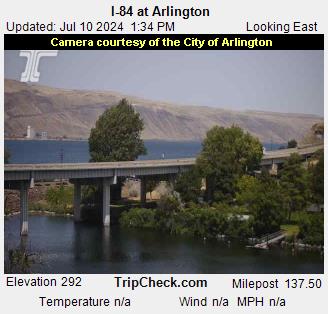 I-84 at Arlington
Updated: Jul 10 2024 1:34 PM Looking East
Camera courtesy of the City of Arlington
Elevation 292 TripCheck.com Milepost 137.50
Temperature n/a Wind n/a MPH n/a